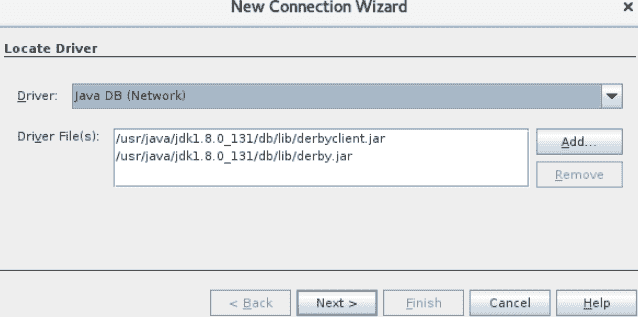 New Connection Wizard ×
Locate Driver
Driver: Java DB (Network)
Driver File(s): /usr/java/jdk1.8.0_131/db/lib/derbyclient.jar Add...
/usr/java/jdk1.8.0_131/db/lib/derby.jar
Remove
< Back Next > Finish Cancel Help